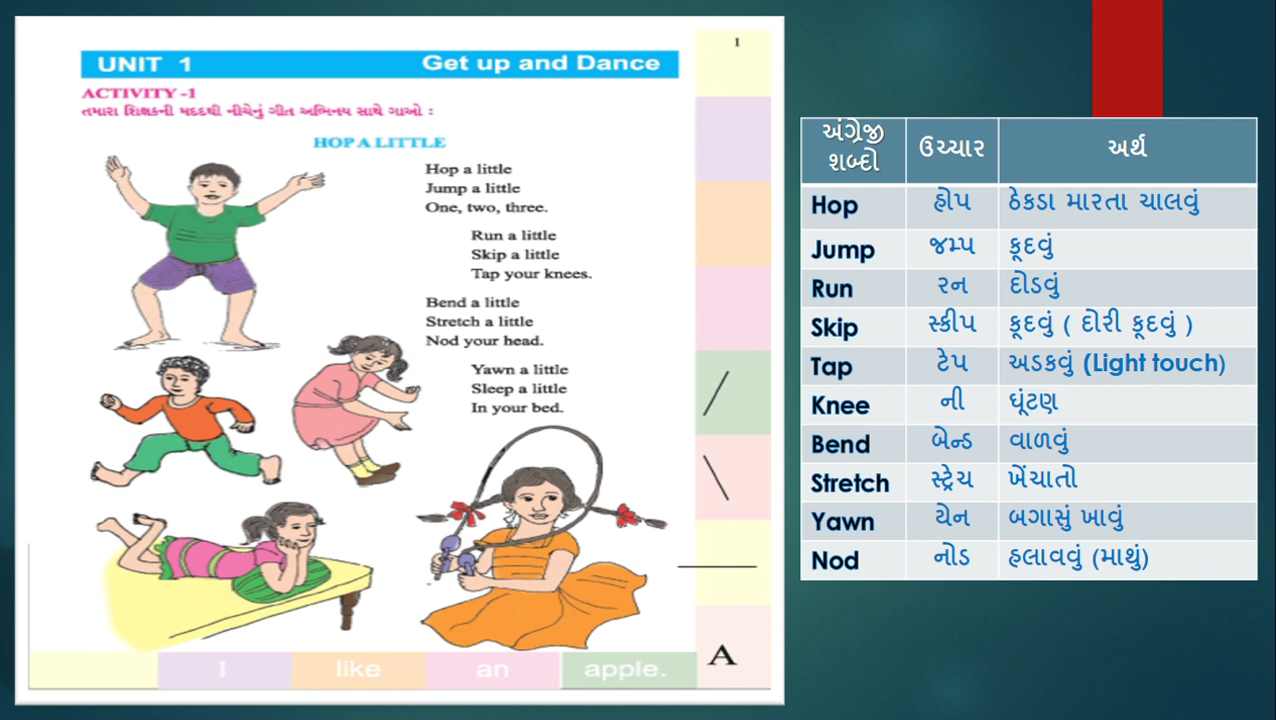 1
UNIT 1 Get up and Dance
ACTIVITY -1
તમારા શિક્ષકની મદદથી નીચેનું ગીત અભિનય સાથે ગાઓ :
HOP A LITTLE
Hop a little
Jump a little
One, two, three.
Run a little
Skip a little
Tap your knees.
Bend a little
Stretch a little
Nod your head.
Yawn a little
Sleep a little
In your bed.
A
I like an apple.
અંગ્રેજી શબ્દો ઉચ્ચાર અર્થ
Hop હોપ ઠેકડા મારતા ચાલવું
Jump જમ્પ કૂદવું
Run રન દોડવું
Skip સ્કીપ કૂદવું ( દોરી કૂદવું )
Tap ટેપ અડકવું (Light touch)
Knee ની ઘૂંટણ
Bend બેન્ડ વાળવું
Stretch સ્ટ્રેચ ખેંચાતો
Yawn યેન બગાસું ખાવું
Nod નોડ હલાવવું (માથું)